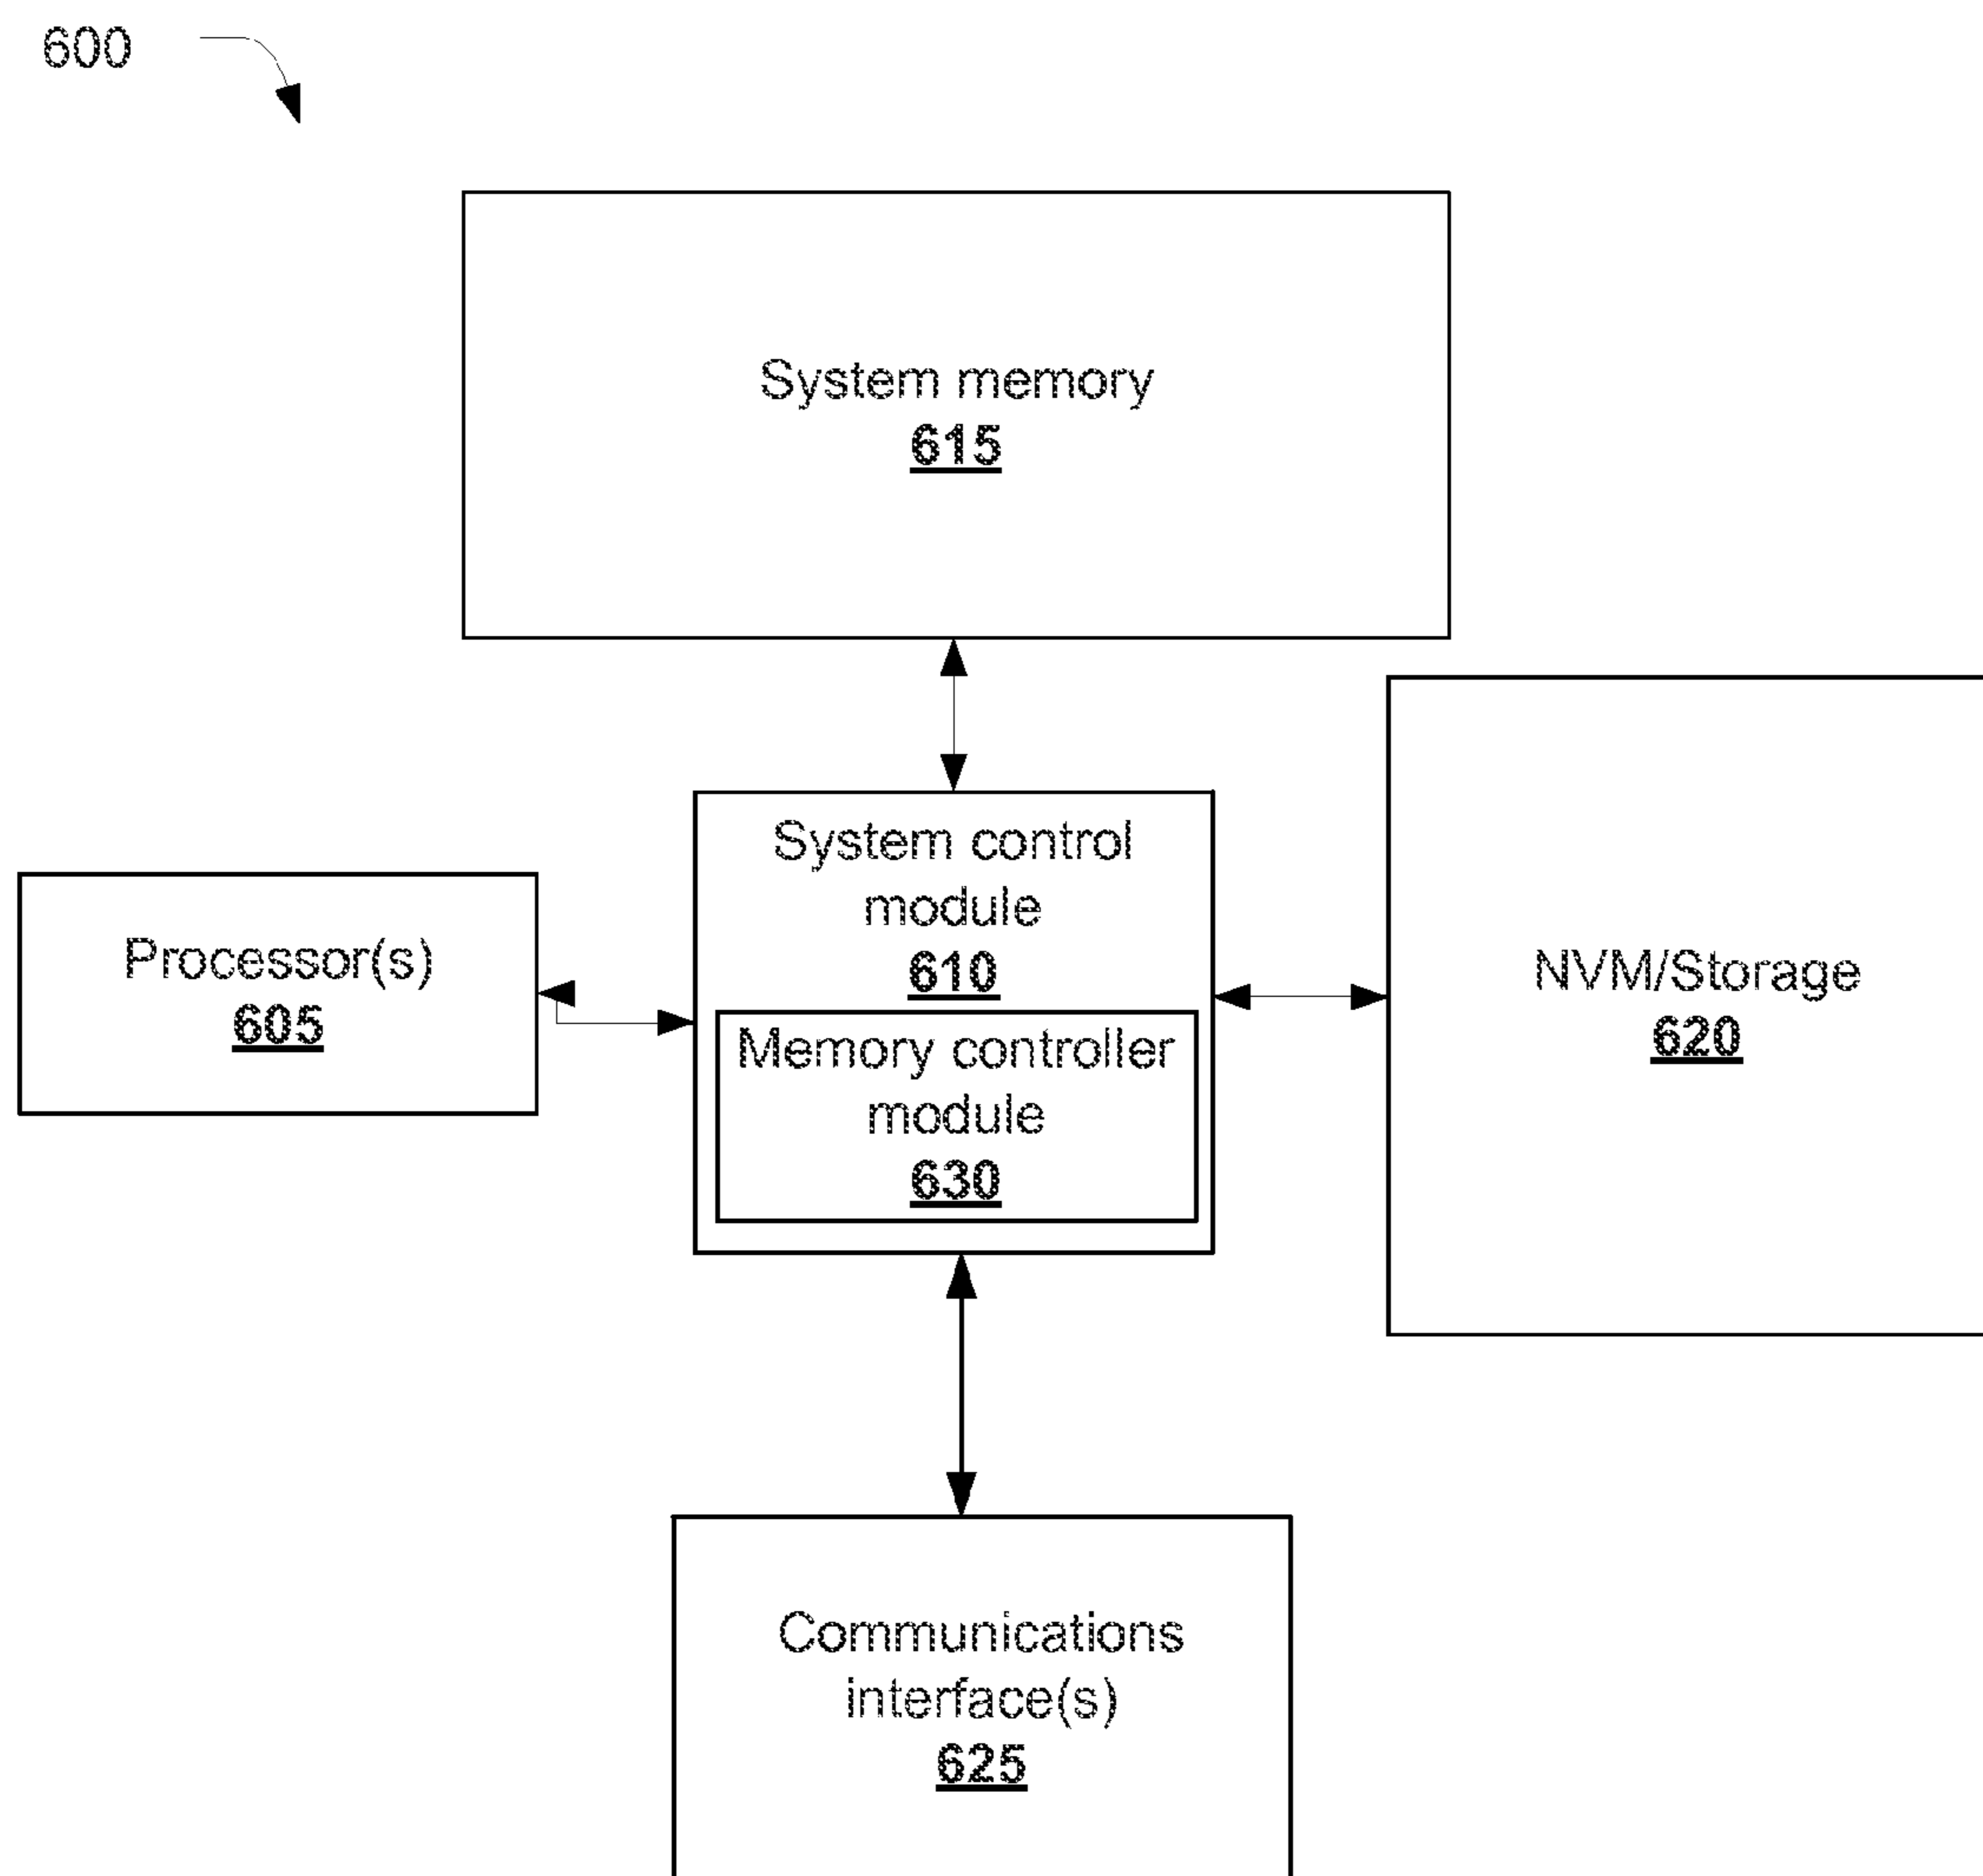 600
System memory
615
System control
module
610
Memory controller
module
630
Processor(s)
605
NVM/Storage
620
Communications
interface(s)
625